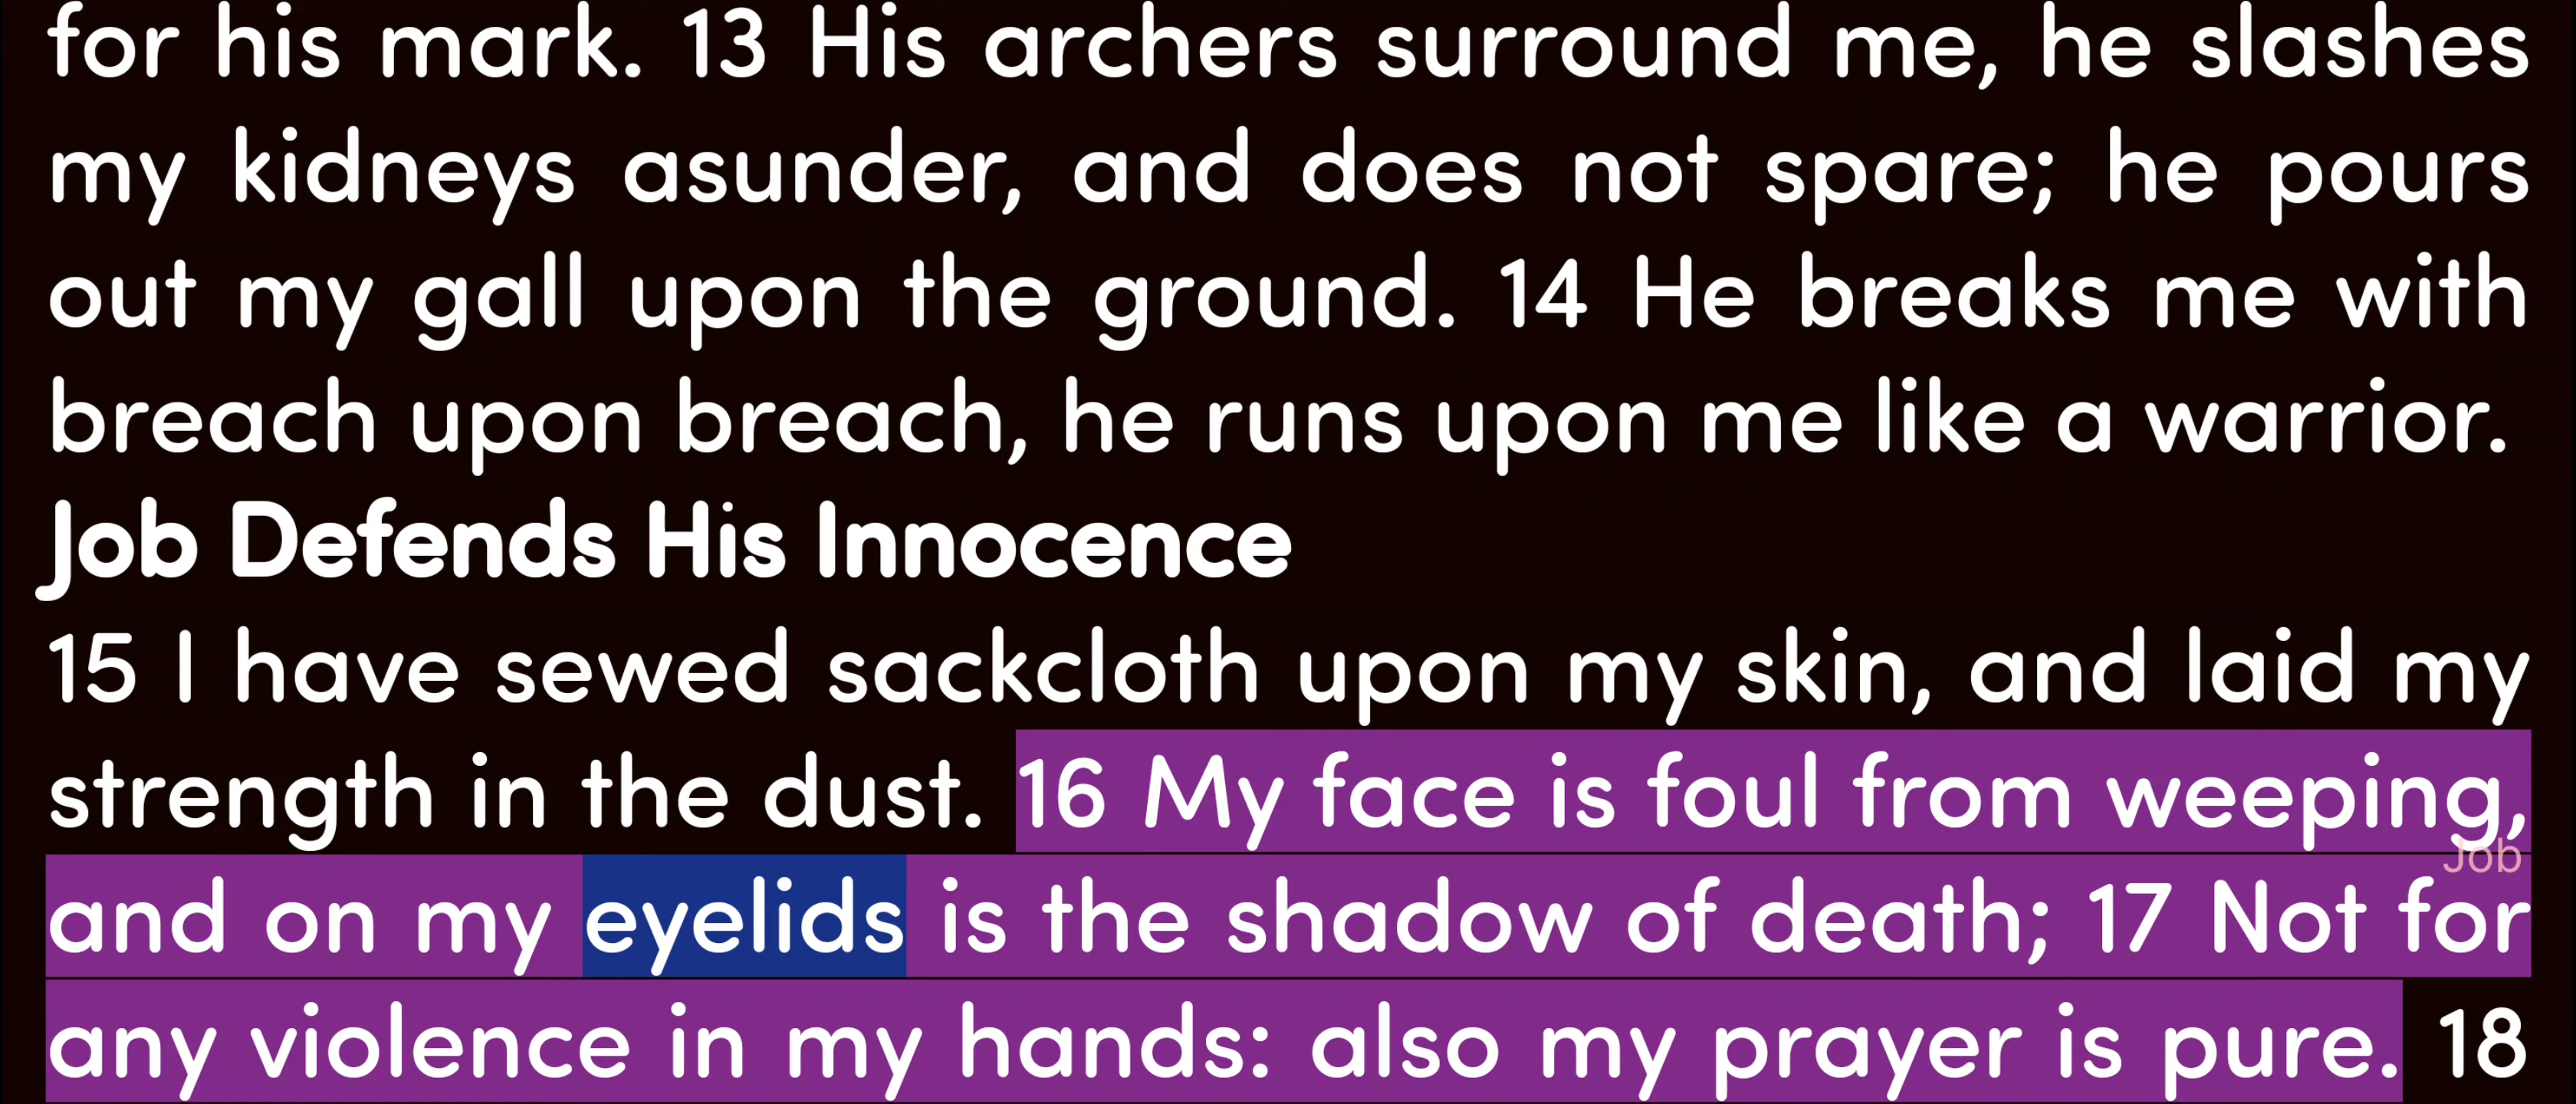 for his mark. 13 His archers surround me, he slashes
my kidneys asunder, and does not spare; he pours
out my gall upon the ground. 14 He breaks me with
breach upon breach, he runs upon me like a warrior.
Job Defends His Innocence
15 I have sewed sackcloth upon my skin, and laid my
strength in the dust. 16 My face is foul from weeping,
Job
and on my eyelids is the shadow of death; 17 Not for
any violence in my hands: also my prayer is pure. 18